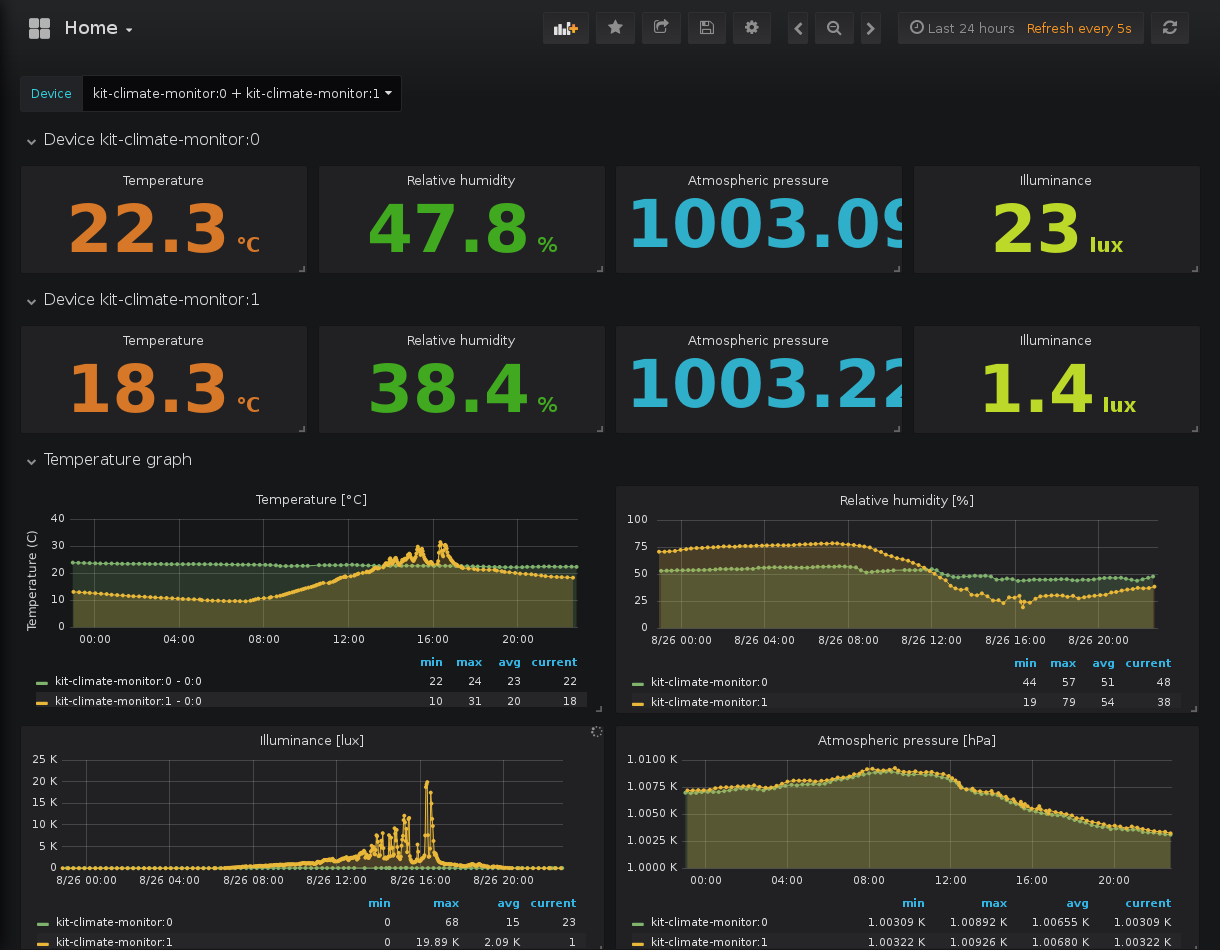 Home
Last 24 hours Refresh every 5s
Device kit-climate-monitor:0 + kit-climate-monitor:1
Device kit-climate-monitor:0
Temperature Relative humidity Atmospheric pressure Illuminance
22.3 °C 47.8 % 1003.09 23 lux
Device kit-climate-monitor:1
Temperature Relative humidity Atmospheric pressure Illuminance
18.3 °C 38.4 % 1003.22 1.4 lux
Temperature graph
Temperature [°C]
Temperature (C)
40
30
20
10
0
00:00 04:00 08:00 12:00 16:00 20:00
min max avg current
kit-climate-monitor:0 - 0:0 22 24 23 22
kit-climate-monitor:1 - 0:0 10 31 20 18
Relative humidity [%]
100
75
50
25
0
8/26 00:00 8/26 04:00 8/26 08:00 8/26 12:00 8/26 16:00 8/26 20:00
min max avg current
kit-climate-monitor:0 44 57 51 48
kit-climate-monitor:1 19 79 54 38
Illuminance [lux]
25 K
20 K
15 K
10 K
5 K
0
8/26 00:00 8/26 04:00 8/26 08:00 8/26 12:00 8/26 16:00 8/26 20:00
min max avg current
kit-climate-monitor:0 0 68 15 23
kit-climate-monitor:1 0 19.89 K 2.09 K 1
Atmospheric pressure [hPa]
1.0100 K
1.0075 K
1.0050 K
1.0025 K
1.0000 K
00:00 04:00 08:00 12:00 16:00 20:00
min max avg current
kit-climate-monitor:0 1.00309 K 1.00892 K 1.00655 K 1.00309 K
kit-climate-monitor:1 1.00322 K 1.00926 K 1.00680 K 1.00322 K